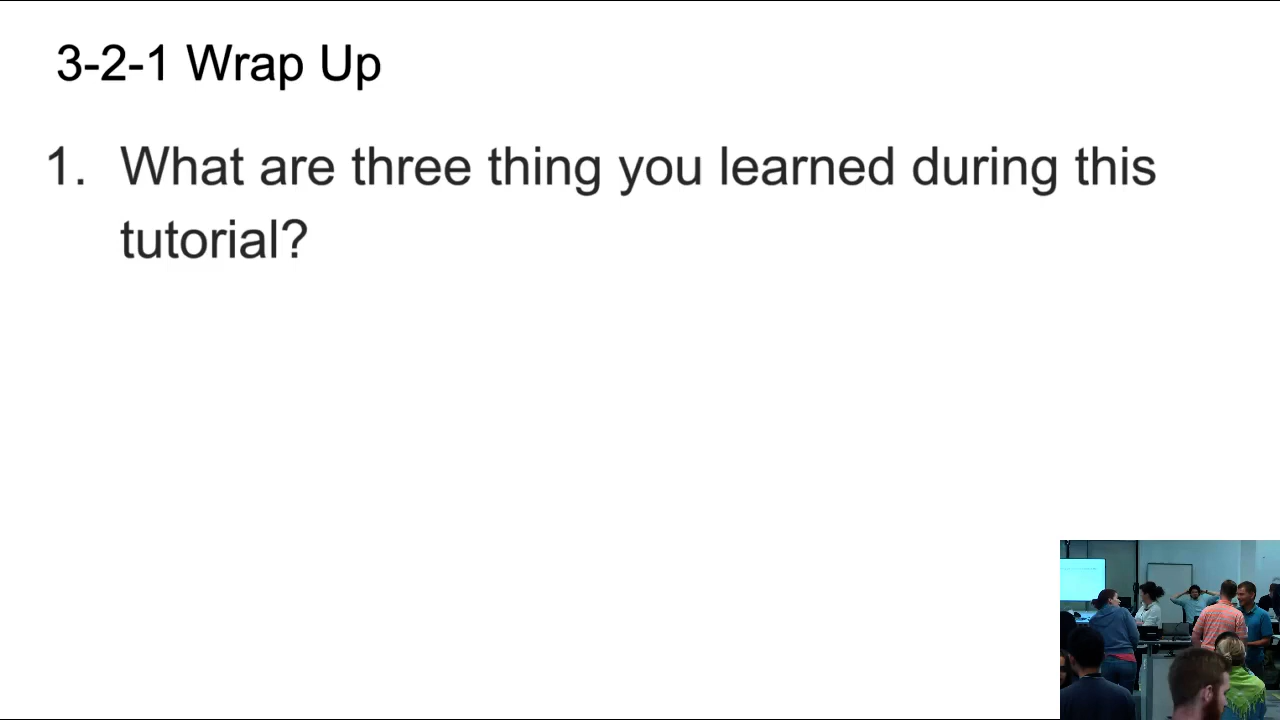 3-2-1 Wrap Up
1. What are three thing you learned during this
tutorial?